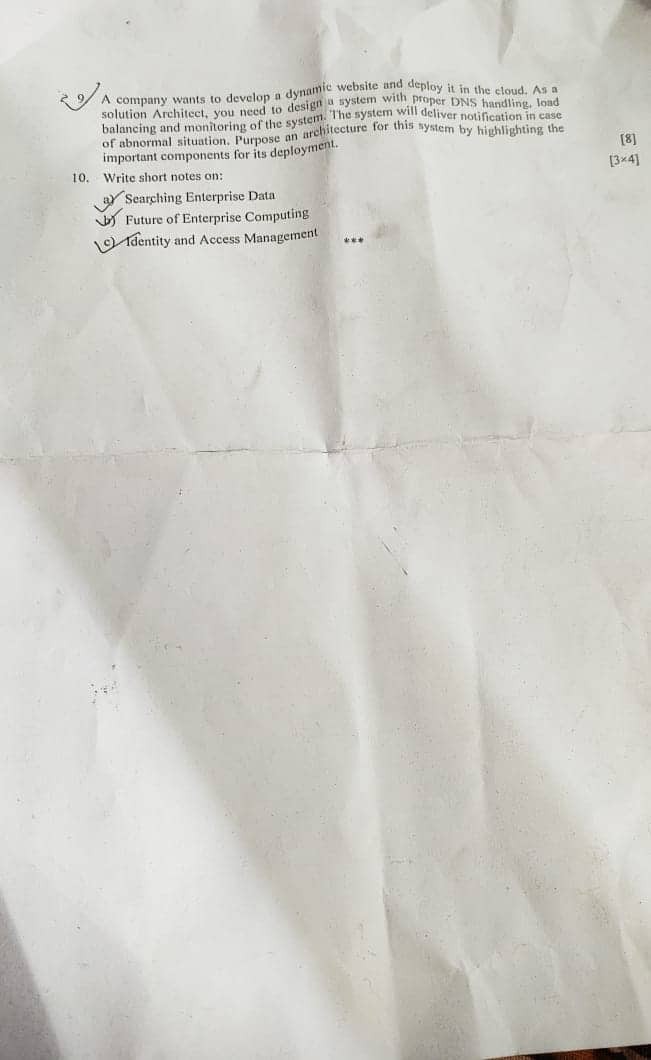 9. A company wants to develop a dynamic website and deploy it in the cloud. As a
solution Architect, you need to design a system with proper DNS handling, load
balancing and monitoring of the system. The system will deliver notification in case
of abnormal situation. Purpose an architecture for this system by highlighting the
important components for its deployment.
[8]
10. Write short notes on:
[3×4]
a) Searching Enterprise Data
b) Future of Enterprise Computing
c) Identity and Access Management
***